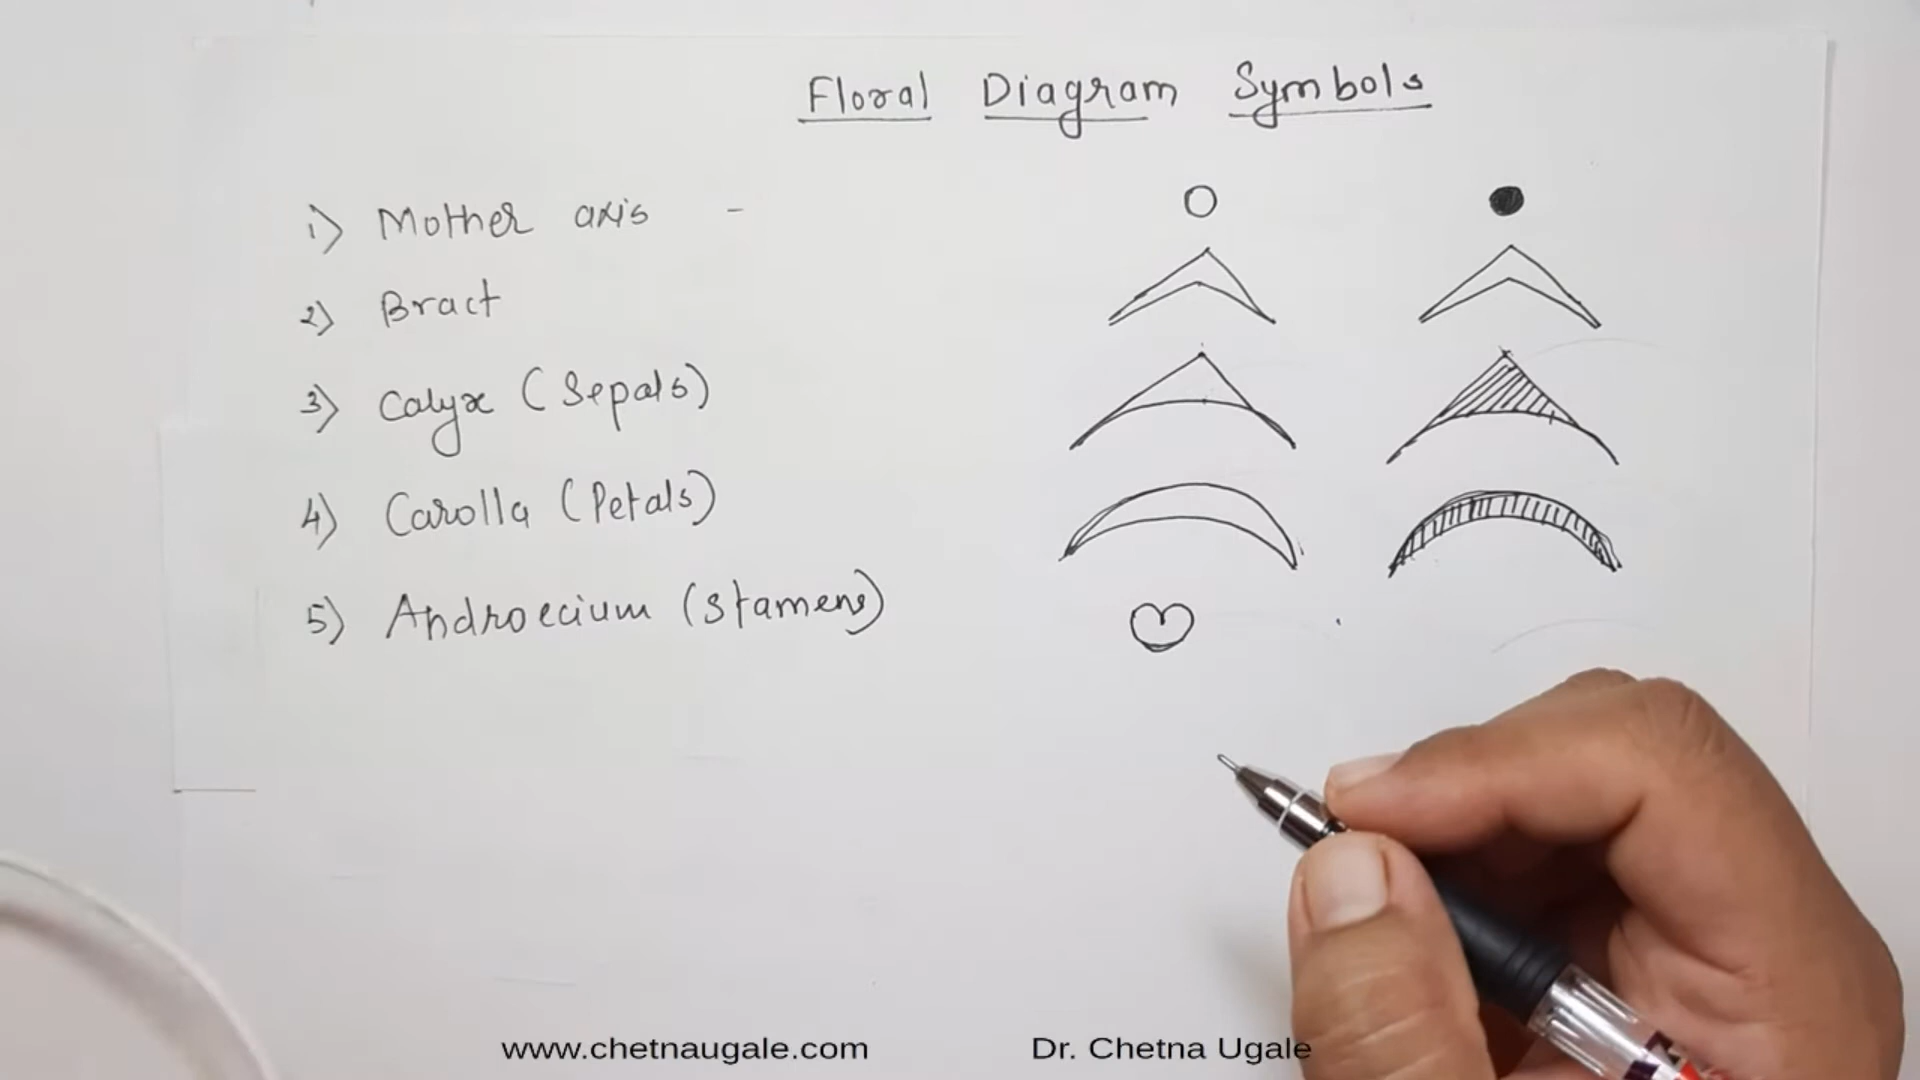 Floral Diagram Symbols
1) Mother axis -
2) Bract
3) Calyx (Sepals)
4) Carolla (Petals)
5) Androecium (Stamens)
www.chetnaugale.com Dr. Chetna Ugale